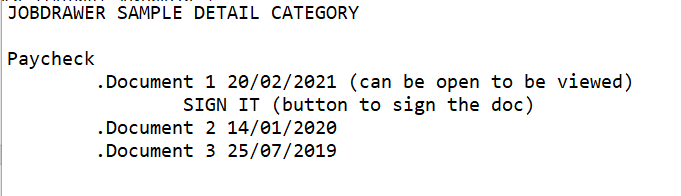 JOBDRAWER SAMPLE DETAIL CATEGORY
Paycheck
.Document 1 20/02/2021 (can be open to be viewed)
SIGN IT (button to sign the doc)
.Document 2 14/01/2020
.Document 3 25/07/2019